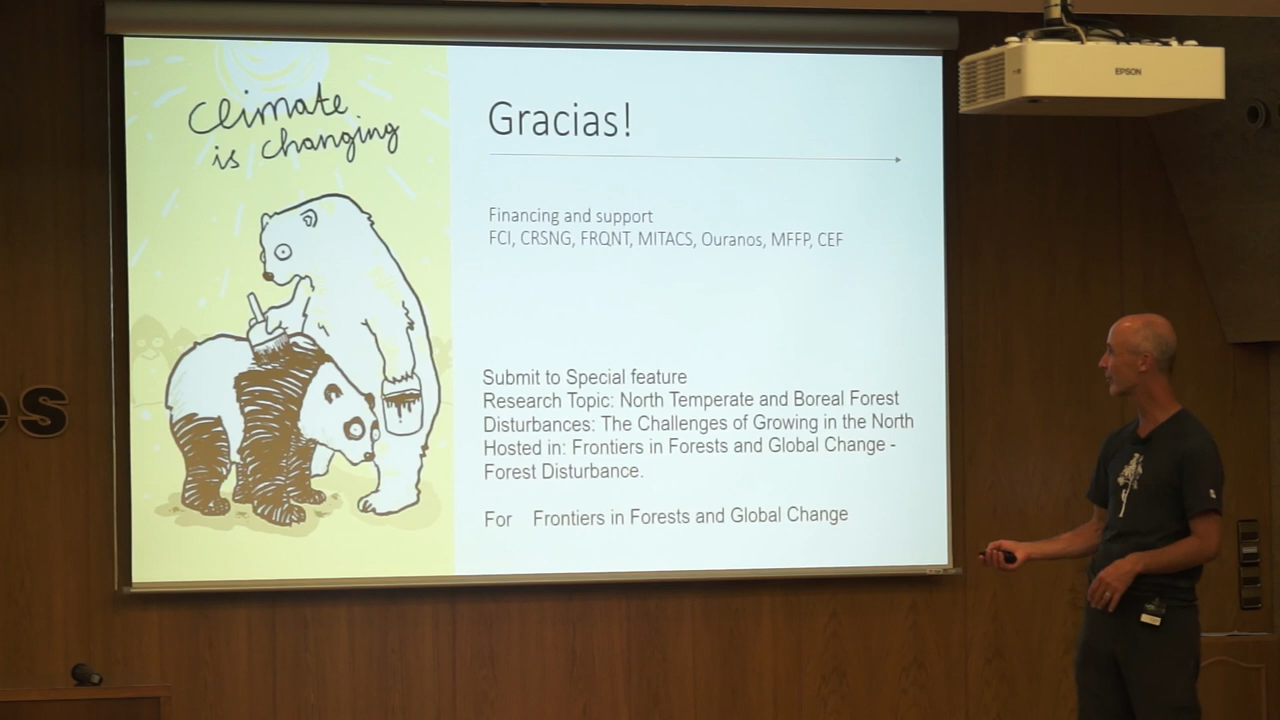 climate
is changing
Gracias!
Financing and support
FCI, CRSNG, FRQNT, MITACS, Ouranos, MFFP, CEF
Submit to Special feature
Research Topic: North Temperate and Boreal Forest
Disturbances: The Challenges of Growing in the North
Hosted in: Frontiers in Forests and Global Change -
Forest Disturbance.
For Frontiers in Forests and Global Change
EPSON
es